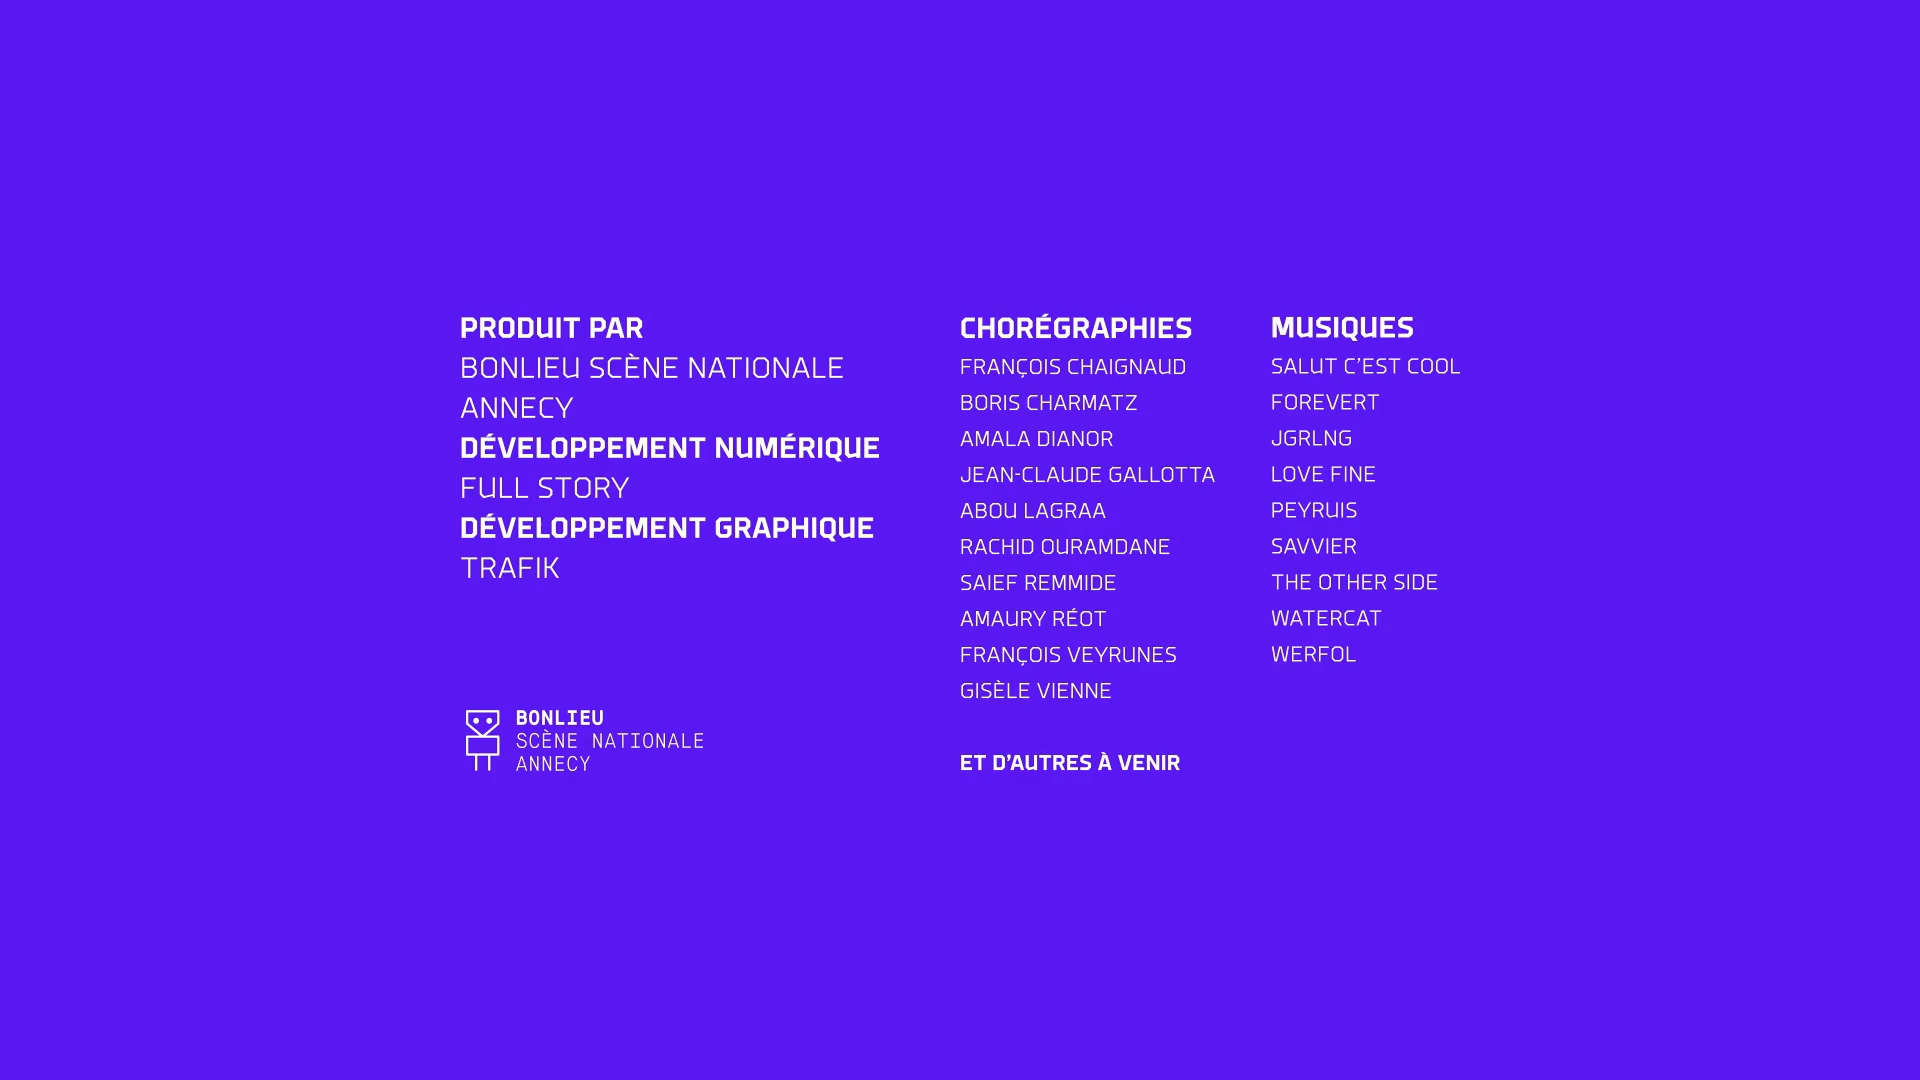 PRODUIT PAR
BONLIEU SCÈNE NATIONALE
ANNECY
DÉVELOPPEMENT NUMÉRIQUE
FULL STORY
DÉVELOPPEMENT GRAPHIQUE
TRAFIK
BONLIEU
SCÈNE NATIONALE
ANNECY
CHORÉGRAPHIES
FRANÇOIS CHAIGNAUD
BORIS CHARMATZ
AMALA DIANOR
JEAN-CLAUDE GALLOTTA
ABOU LAGRAA
RACHID OURAMDANE
SAIEF REMMIDE
AMAURY RÉOT
FRANÇOIS VEYRUNES
GISÈLE VIENNE
ET D’AUTRES À VENIR
MUSIQUES
SALUT C’EST COOL
FOREVERT
JGRLNG
LOVE FINE
PEYRUIS
SAVVIER
THE OTHER SIDE
WATERCAT
WERFOL